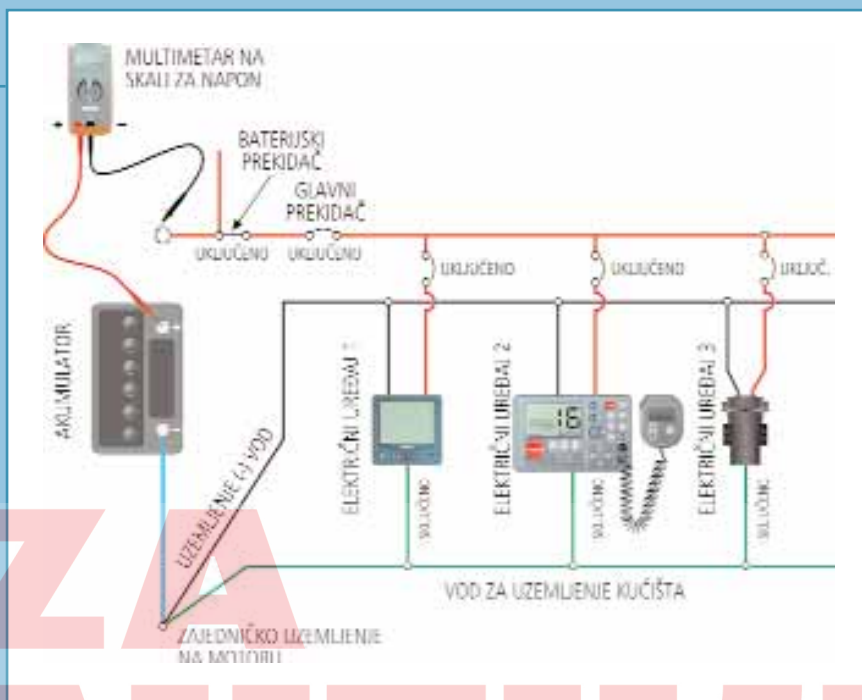 MULTIMETAR NA
SKALI ZA NAPON
+
–
BATERIJSKI
PREKIDAČ
GLAVNI
PREKIDAČ
UKLJUČENO
UKLJUČENO
UKLJUČENO
UKLJUČENO
UKLJUČ.
AKUMULATOR
+
–
ELEKTRIČNI UREĐAJ 1
ELEKTRIČNI UREĐAJ 2
ELEKTRIČNI UREĐAJ 3
16
UZEMLJENJE (-) VOD
VOD ZA UZEMLJENJE KUĆIŠTA
ZAJEDNIČKO UZEMLJENJE
NA MOTORU
ZA